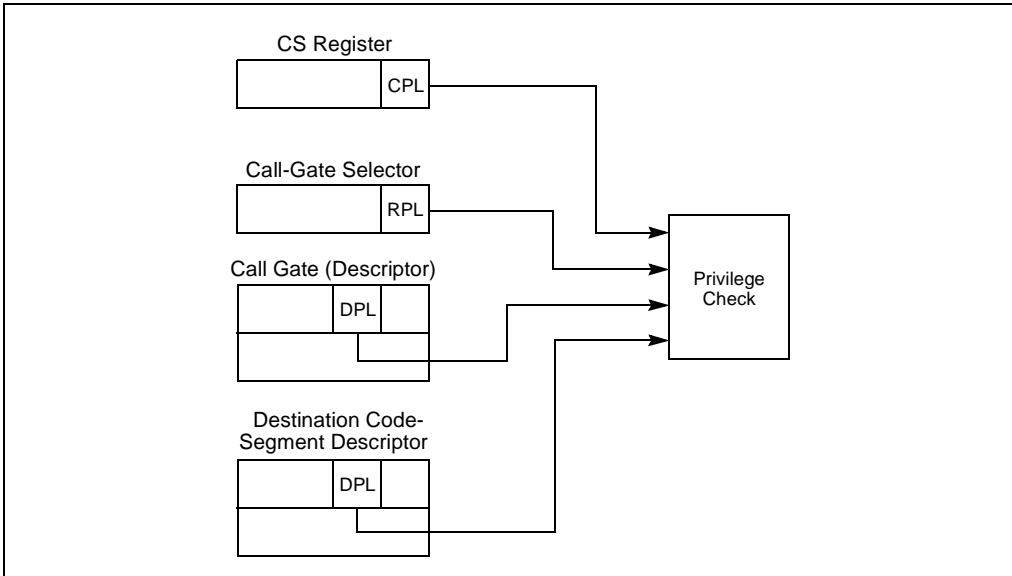 CS Register
CPL
Call-Gate Selector
RPL
Call Gate (Descriptor)
DPL
Privilege
Check
Destination Code-
Segment Descriptor
DPL